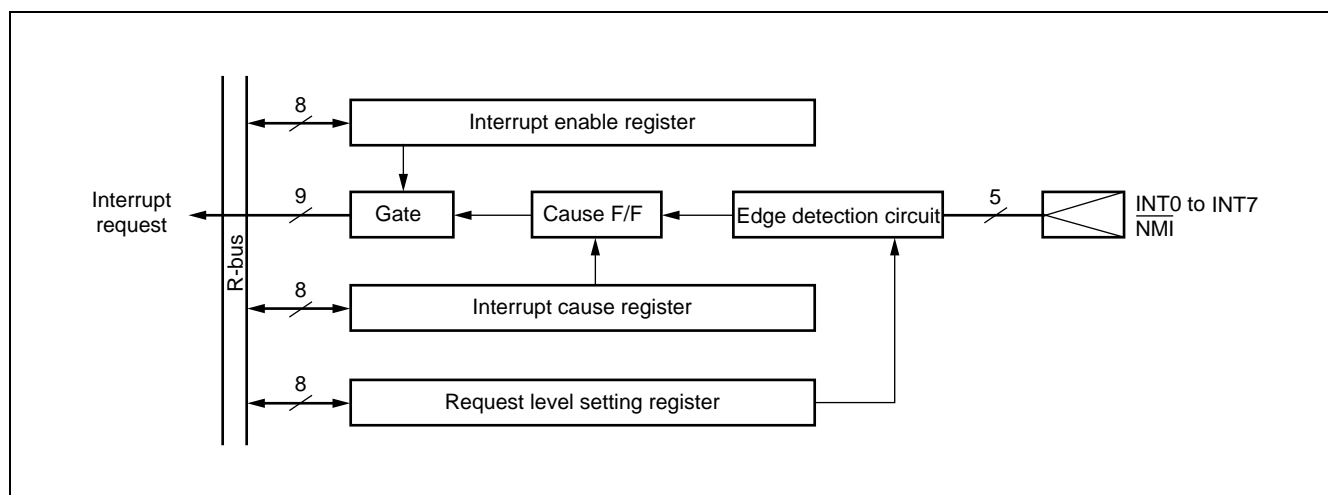 8
Interrupt enable register
Interrupt
request
9
Gate
Cause F/F
Edge detection circuit
5
INT0 to INT7
NMI
R-bus
8
Interrupt cause register
8
Request level setting register